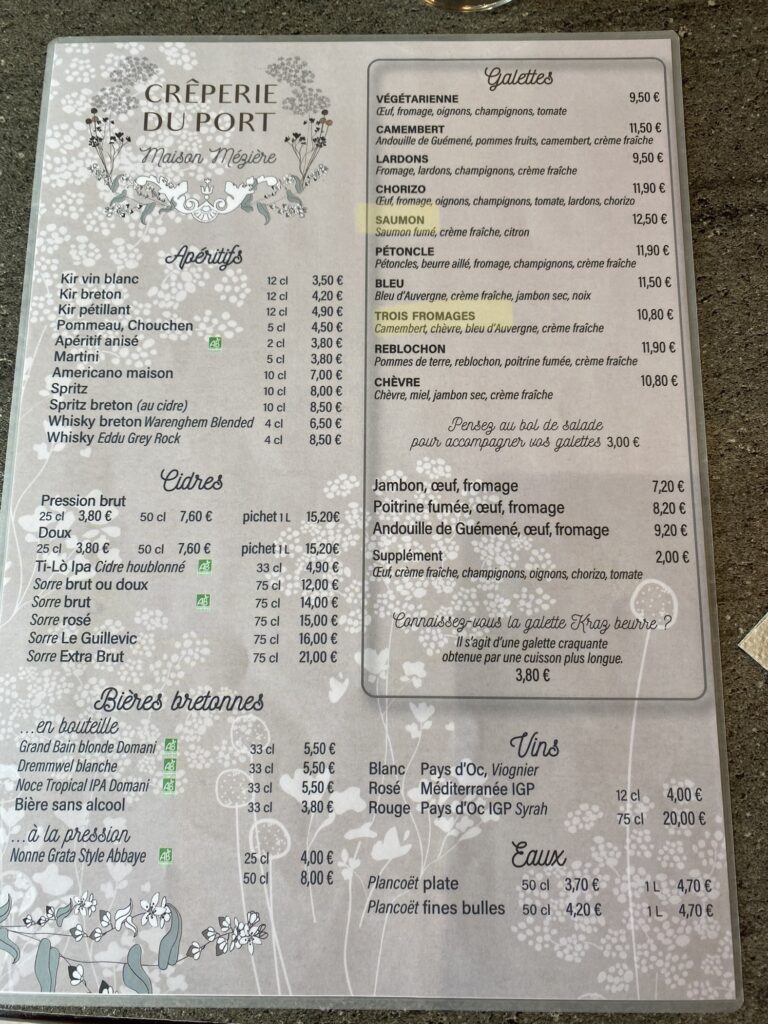 CRÊPERIE
DU PORT
Maison Mézière
Apéritifs
Kir vin blanc 12 cl 3,50 €
Kir breton 12 cl 4,20 €
Kir pétillant 12 cl 4,90 €
Pommeau, Chouchen 5 cl 4,50 €
Apéritif anisé AB 2 cl 3,80 €
Martini 5 cl 3,80 €
Americano maison 10 cl 7,00 €
Spritz 10 cl 8,00 €
Spritz breton (au cidre) 10 cl 8,50 €
Whisky breton Warenghem Blended 4 cl 6,50 €
Whisky Eddu Grey Rock 4 cl 8,50 €
Cidres
Pression brut
25 cl 3,80 € 50 cl 7,60 € pichet 1 L 15,20€
Doux
25 cl 3,80 € 50 cl 7,60 € pichet 1 L 15,20€
Ti-Lò Ipa Cidre houblonné AB 33 cl 4,90 €
Sorre brut ou doux 75 cl 12,00 €
Sorre brut AB 75 cl 14,00 €
Sorre rosé 75 cl 15,00 €
Sorre Le Guillevic 75 cl 16,00 €
Sorre Extra Brut 75 cl 21,00 €
Bières bretonnes
...en bouteille
Grand Bain blonde Domani AB 33 cl 5,50 €
Dremmwel blanche AB 33 cl 5,50 €
Noce Tropical IPA Domani AB 33 cl 5,50 €
Bière sans alcool 33 cl 3,80 €
...à la pression
Nonne Grata Style Abbaye AB 25 cl 4,00 €
50 cl 8,00 €
Galettes
VÉGÉTARIENNE 9,50 €
Œuf, fromage, oignons, champignons, tomate
CAMEMBERT 11,50 €
Andouille de Guémené, pommes fruits, camembert, crème fraîche
LARDONS 9,50 €
Fromage, lardons, champignons, crème fraîche
CHORIZO 11,90 €
Œuf, fromage, oignons, champignons, tomate, lardons, chorizo
SAUMON 12,50 €
Saumon fumé, crème fraîche, citron
PÉTONCLE 11,90 €
Pétoncles, beurre aillé, fromage, champignons, crème fraîche
BLEU 11,50 €
Bleu d'Auvergne, crème fraîche, jambon sec, noix
TROIS FROMAGES 10,80 €
Camembert, chèvre, bleu d'Auvergne, crème fraîche
REBLOCHON 11,90 €
Pommes de terre, reblochon, poitrine fumée, crème fraîche
CHÈVRE 10,80 €
Chèvre, miel, jambon sec, crème fraîche
Pensez au bol de salade
pour accompagner vos galettes 3,00 €
Jambon, œuf, fromage 7,20 €
Poitrine fumée, œuf, fromage 8,20 €
Andouille de Guémené, œuf, fromage 9,20 €
Supplément 2,00 €
Œuf, crème fraîche, champignons, oignons, chorizo, tomate
Connaissez-vous la galette Kraz beurre ?
Il s'agit d'une galette craquante
obtenue par une cuisson plus longue.
3,80 €
Vins
Blanc Pays d'Oc, Viognier
Rosé Méditerranée IGP 12 cl 4,00 €
Rouge Pays d'Oc IGP Syrah 75 cl 20,00 €
Eaux
Plancoët plate 50 cl 3,70 € 1 L 4,70 €
Plancoët fines bulles 50 cl 4,20 € 1 L 4,70 €